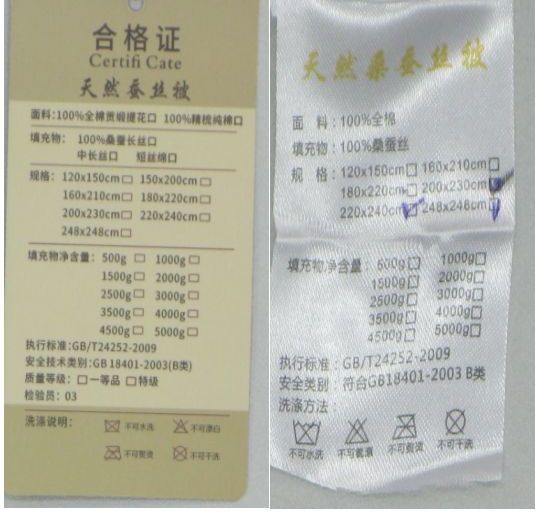 合格证
Certifi Cate
天然蚕丝被
面料:100%全棉贡缎提花口 100%精梳纯棉口
填充物: 100%桑蚕长丝口
中长丝口 短丝绵口
规格: 120x150cm□ 150x200cm□
160x210cm□ 180x220cm□
200x230cm□ 220x240cm□
248x248cm□
填充物净含量: 500g □ 1000g□
1500g□ 2000g□
2500g□ 3000g□
3500g□ 4000g□
4500g□ 5000g□
执行标准:GB/T24252-2009
安全技术类别:GB 18401-2003(B类)
质量等级: □一等品 □特级
检验员: 03
洗涤说明: 不可水洗 不可漂白
不可熨烫 不可干洗
天然桑蚕丝被
面 料: 100%全棉
填充物: 100%桑蚕丝
规 格: 120x150cm□ 160x210cm□
180x220cm□ 200x230cm□
220x240cm□ 248x248cm□
填充物净含量: 500g□ 1000g□
1500g□ 2000g□
2500g□ 3000g□
3500g□ 4000g□
4500g□ 5000g□
执行标准: GB/T24252-2009
安全类别: 符合GB18401-2003 B类
洗涤方法:
不可水洗 不可氯漂 不可熨烫 不可干洗